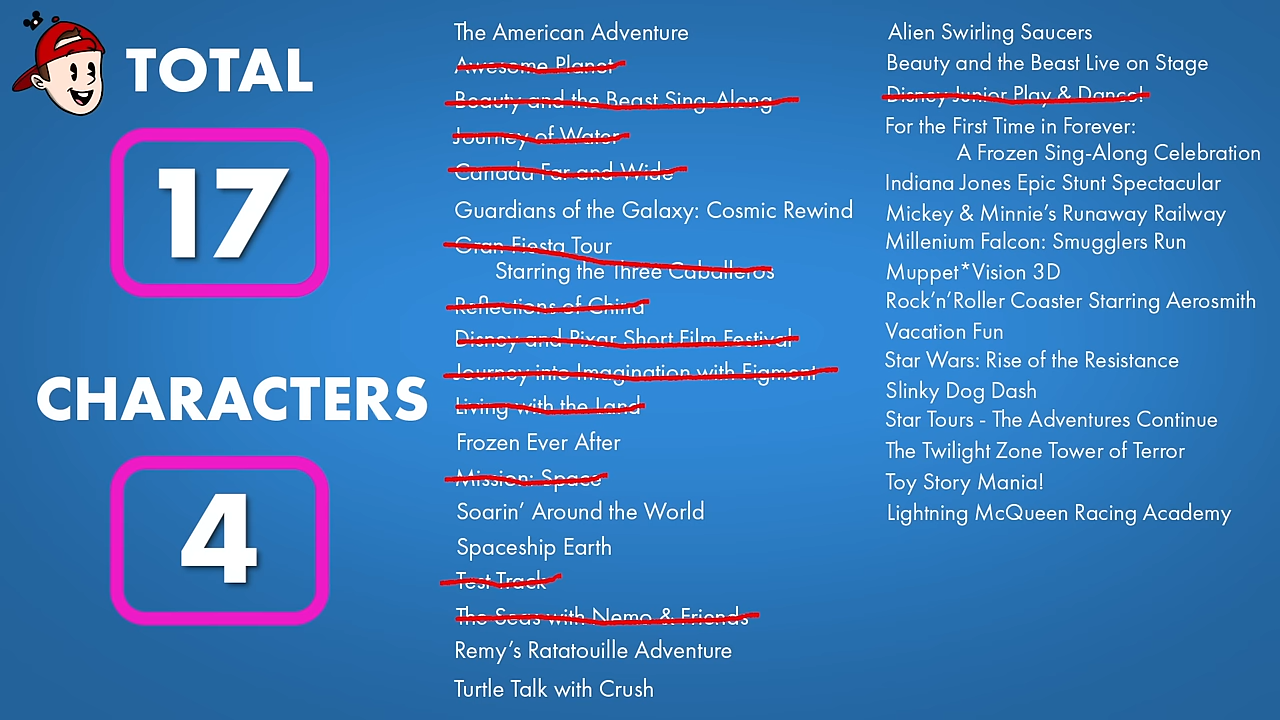 TOTAL
17
CHARACTERS
4
The American Adventure
Awesome Planet
Beauty and the Beast Sing-Along
Journey of Water
Canada Far and Wide
Guardians of the Galaxy: Cosmic Rewind
Gran Fiesta Tour
Starring the Three Caballeros
Reflections of China
Disney and Pixar Short Film Festival
Journey into Imagination with Figment
Living with the Land
Frozen Ever After
Mission: Space
Soarin' Around the World
Spaceship Earth
Test Track
The Seas with Nemo & Friends
Remy's Ratatouille Adventure
Turtle Talk with Crush
Alien Swirling Saucers
Beauty and the Beast Live on Stage
Disney Junior Play & Dance!
For the First Time in Forever:
A Frozen Sing-Along Celebration
Indiana Jones Epic Stunt Spectacular
Mickey & Minnie's Runaway Railway
Millenium Falcon: Smugglers Run
Muppet*Vision 3D
Rock'n'Roller Coaster Starring Aerosmith
Vacation Fun
Star Wars: Rise of the Resistance
Slinky Dog Dash
Star Tours - The Adventures Continue
The Twilight Zone Tower of Terror
Toy Story Mania!
Lightning McQueen Racing Academy